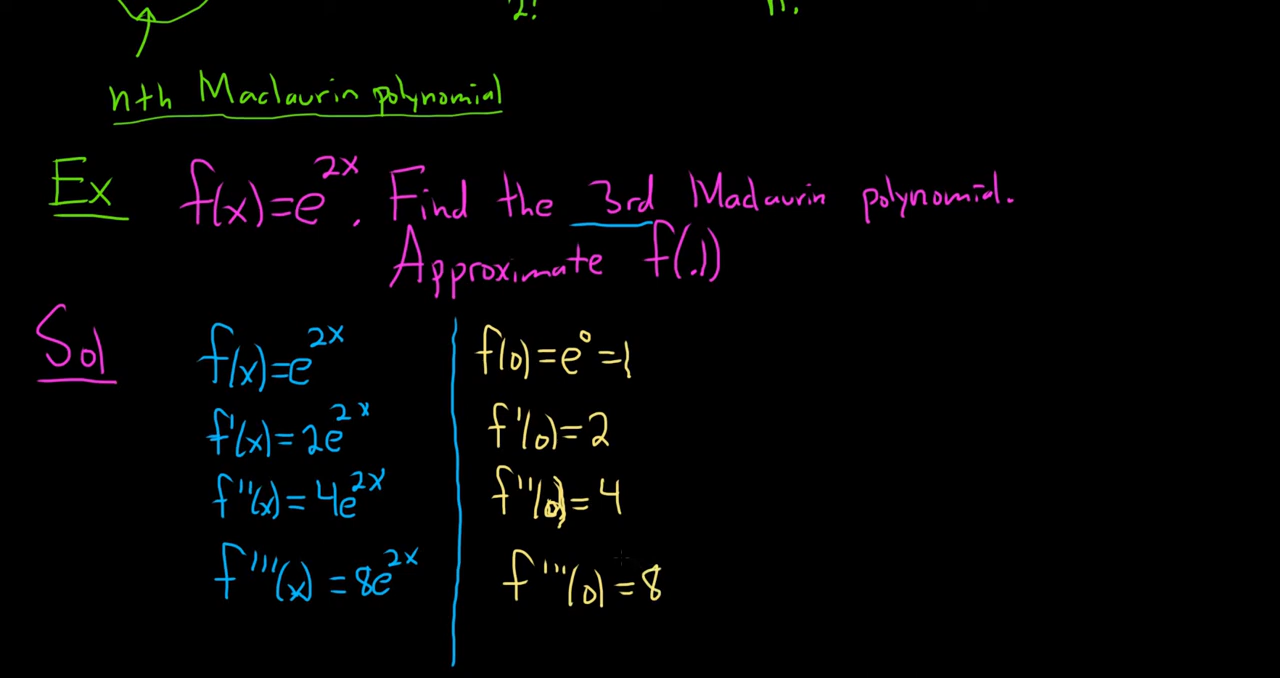 2! n!
nth Maclaurin polynomial
Ex f(x)=e^{2x}. Find the 3rd Maclaurin polynomial.
Approximate f(.1)
Sol
f(x)=e^{2x} f(0)=e^0=1
f'(x)=2e^{2x} f'(0)=2
f''(x)=4e^{2x} f''(0)=4
f'''(x)=8e^{2x} f'''(0)=8